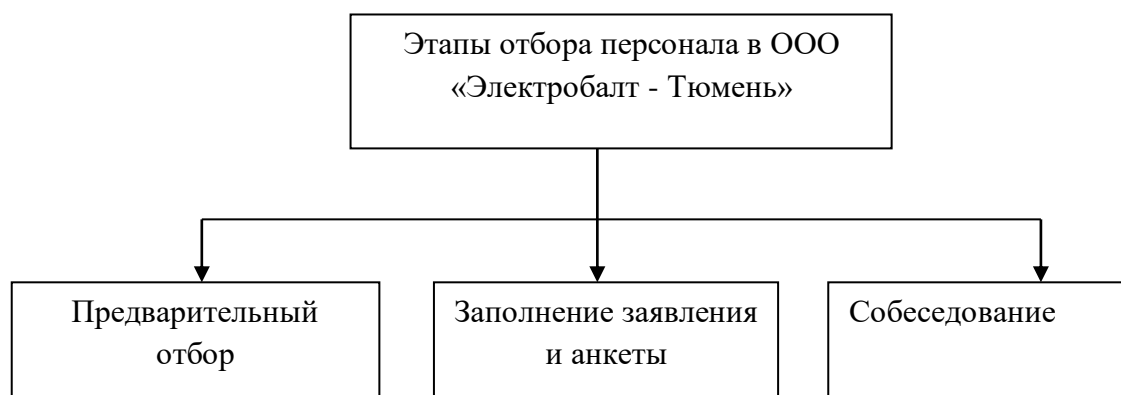 Этапы отбора персонала в ООО
«Электробалт - Тюмень»
Предварительный
отбор
Заполнение заявления
и анкеты
Собеседование